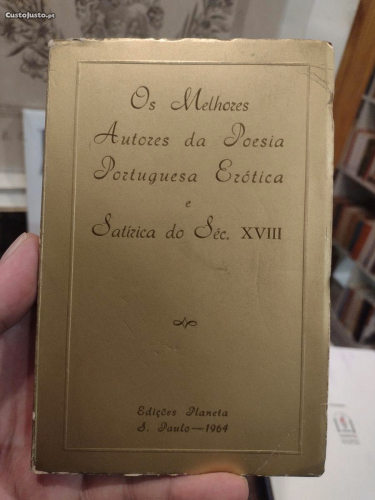 CustoJusto.pt
Os Melhores
Autores da Poesia
Portuguesa Erótica
e
Satírica do Séc. XVIII
Edições Planeta
S. Paulo—1964